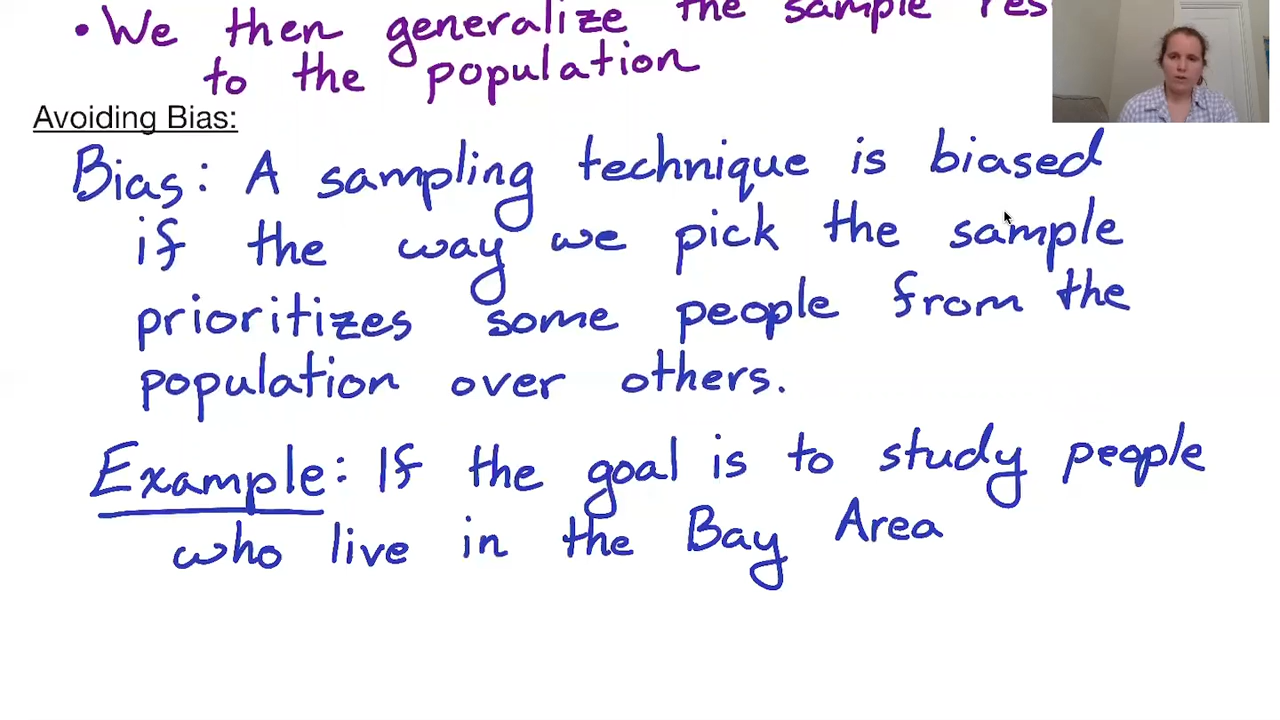 • We then generalize the sample
to the population
Avoiding Bias:
Bias: A sampling technique is biased
if the way we pick the sample
prioritizes some people from the
population over others.
Example: If the goal is to study people
who live in the Bay Area